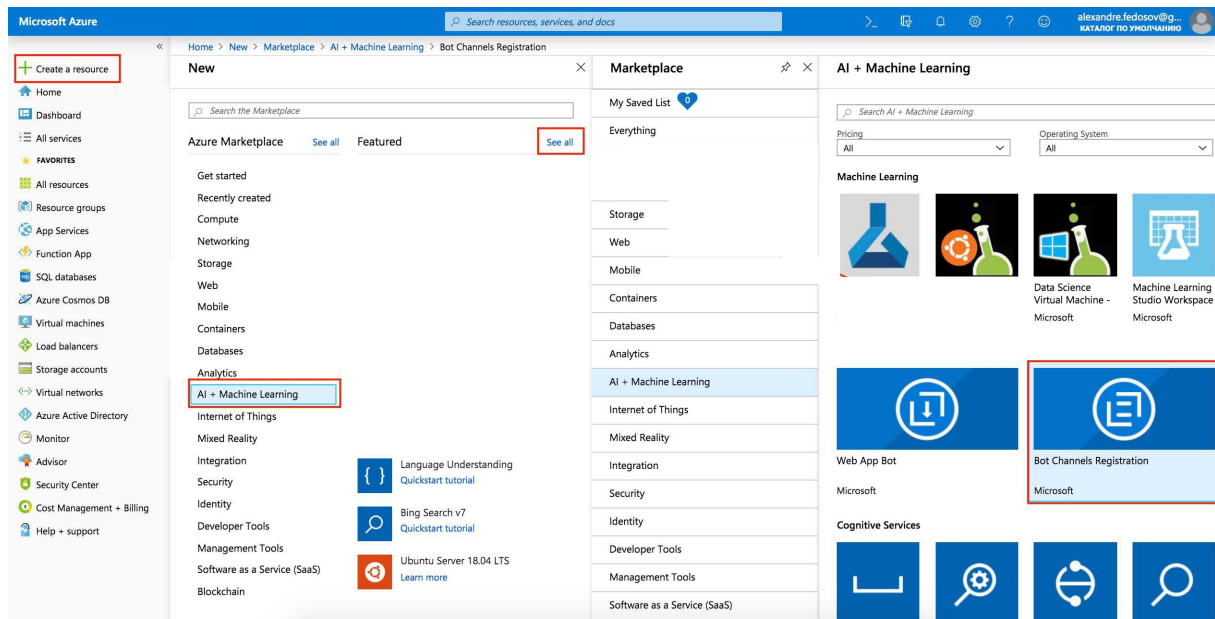 Microsoft Azure
Search resources, services, and docs
alexandre.fedosov@g...
КАТАЛОГ ПО УМОЛЧАНИЮ
Home > New > Marketplace > AI + Machine Learning > Bot Channels Registration
Create a resource
Home
Dashboard
All services
FAVORITES
All resources
Resource groups
App Services
Function App
SQL databases
Azure Cosmos DB
Virtual machines
Load balancers
Storage accounts
Virtual networks
Azure Active Directory
Monitor
Advisor
Security Center
Cost Management + Billing
Help + support
New
Search the Marketplace
Azure Marketplace See all
Featured See all
Get started
Recently created
Compute
Networking
Storage
Web
Mobile
Containers
Databases
Analytics
AI + Machine Learning
Internet of Things
Mixed Reality
Integration
Security
Identity
Developer Tools
Management Tools
Software as a Service (SaaS)
Blockchain
Language Understanding
Quickstart tutorial
Bing Search v7
Quickstart tutorial
Ubuntu Server 18.04 LTS
Learn more
Marketplace
My Saved List 0
Everything
Storage
Web
Mobile
Containers
Databases
Analytics
AI + Machine Learning
Internet of Things
Mixed Reality
Integration
Security
Identity
Developer Tools
Management Tools
Software as a Service (SaaS)
AI + Machine Learning
Search AI + Machine Learning
Pricing
All
Operating System
All
Machine Learning
Data Science
Virtual Machine -
Microsoft
Machine Learning
Studio Workspace
Microsoft
Web App Bot
Microsoft
Bot Channels Registration
Microsoft
Cognitive Services